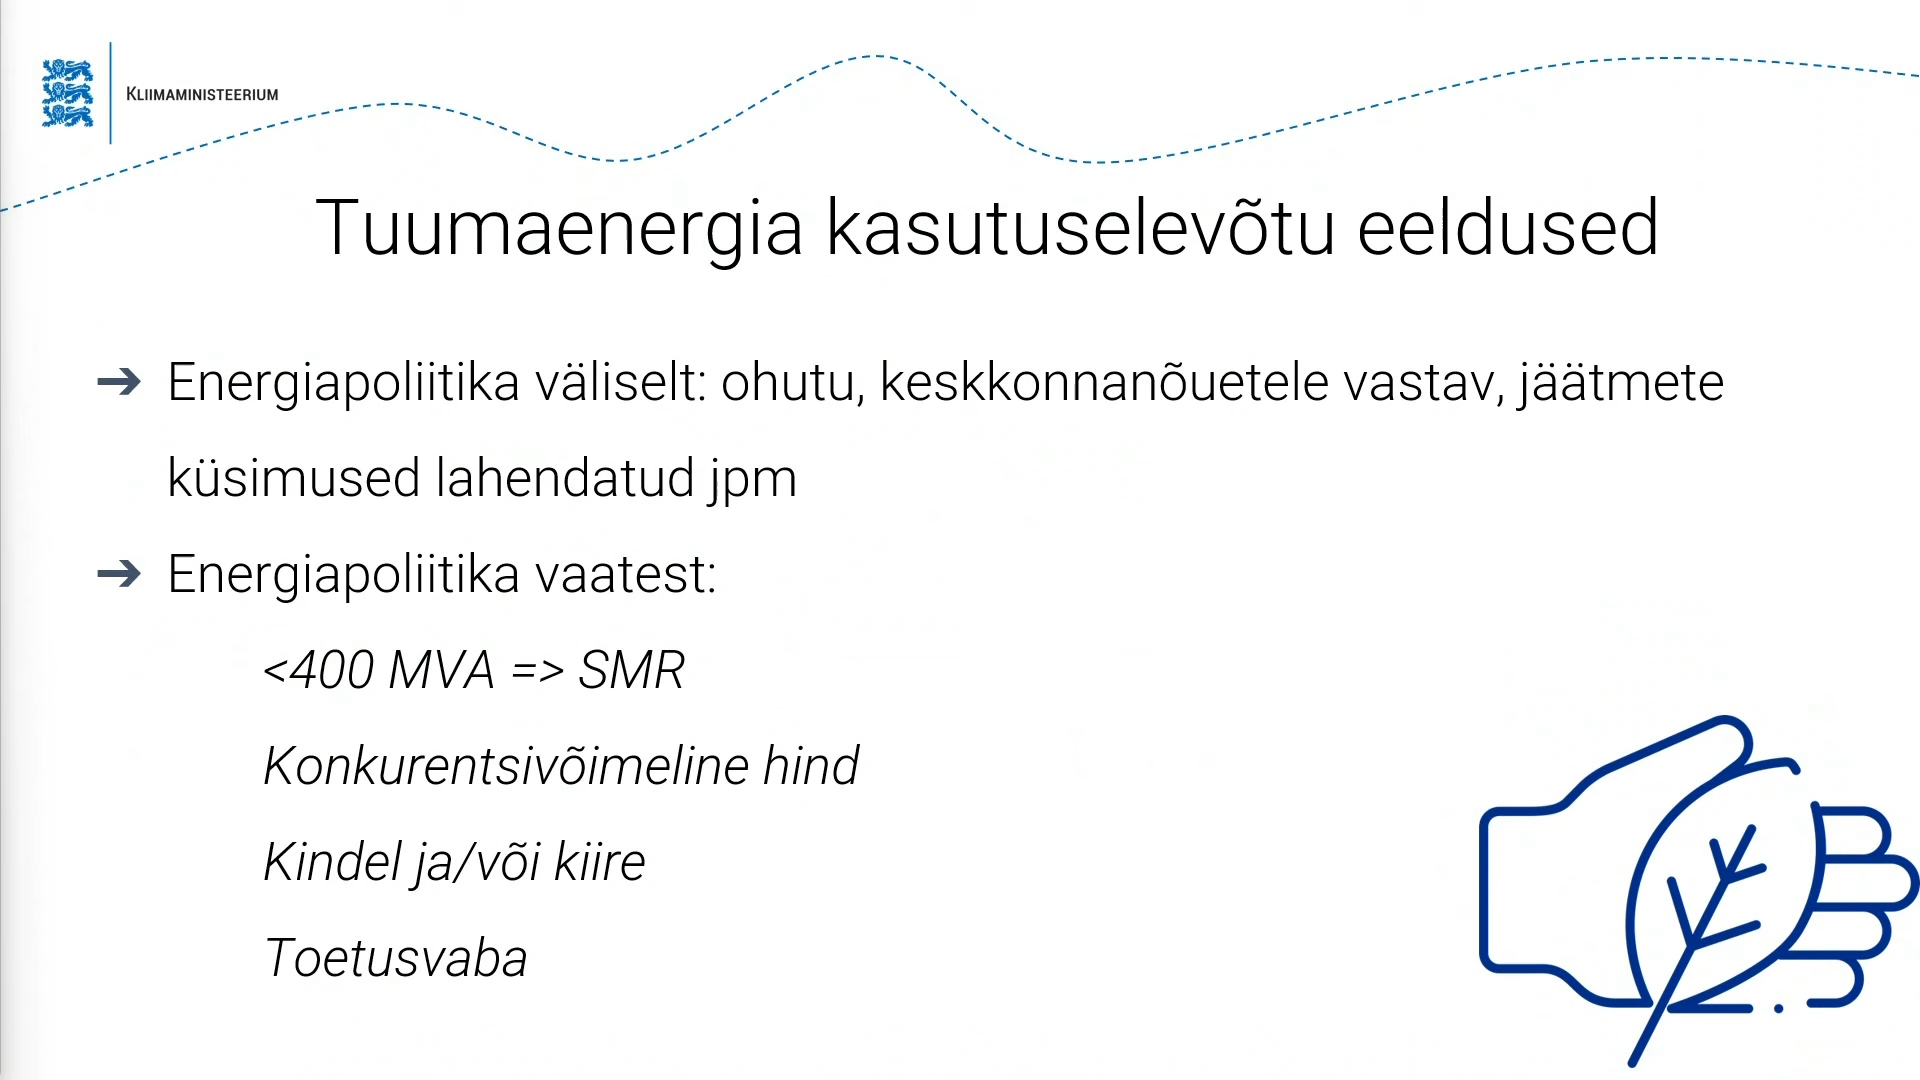 KLIIMAMINISTEERIUM
Tuumaenergia kasutuselevõtu eeldused
➔ Energiapoliitika väliselt: ohutu, keskkonnanõuetele vastav, jäätmete
küsimused lahendatud jpm
➔ Energiapoliitika vaatest:
<400 MVA => SMR
Konkurentsivõimeline hind
Kindel ja/või kiire
Toetusvaba